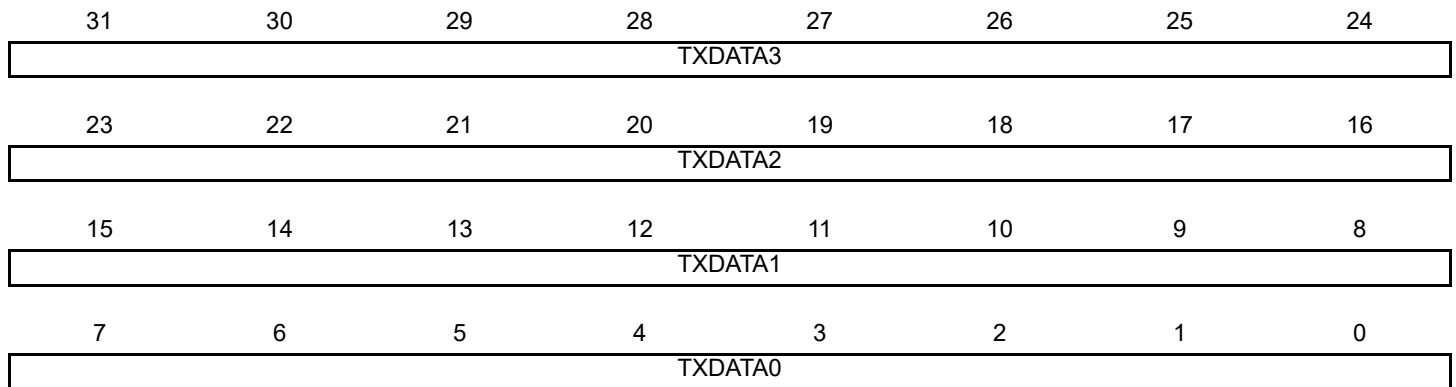 31 30 29 28 27 26 25 24
TXDATA3
23 22 21 20 19 18 17 16
TXDATA2
15 14 13 12 11 10 9 8
TXDATA1
7 6 5 4 3 2 1 0
TXDATA0